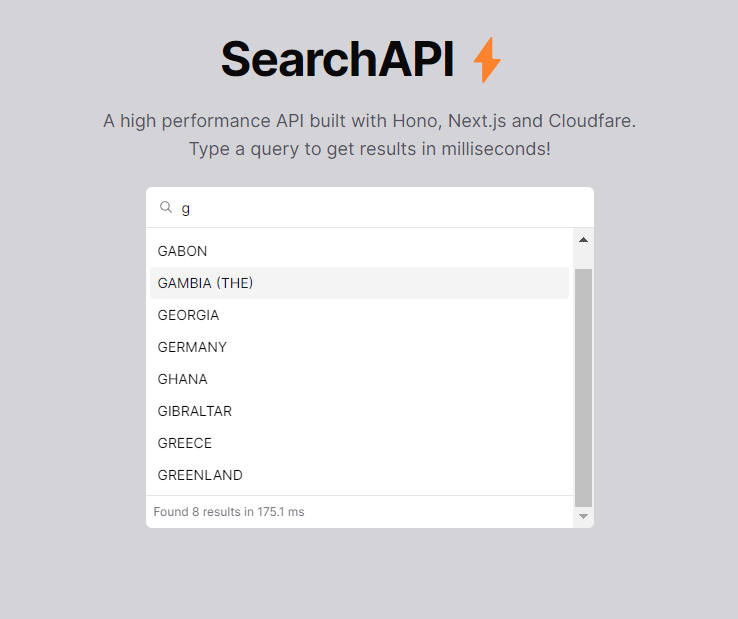 SearchAPI
A high performance API built with Hono, Next.js and Cloudfare.
Type a query to get results in milliseconds!
g
GABON
GAMBIA (THE)
GEORGIA
GERMANY
GHANA
GIBRALTAR
GREECE
GREENLAND
Found 8 results in 175.1 ms